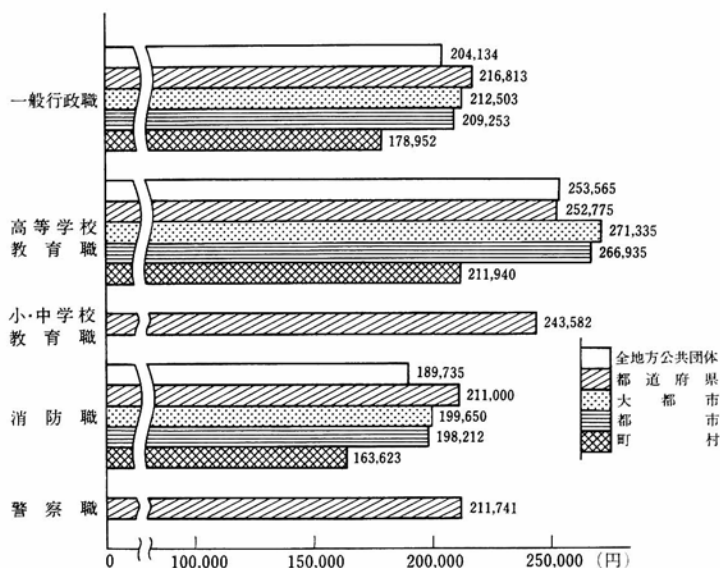 204,134
216,813
一般行政職
212,503
209,253
178,952
253,565
高等学校
教育職
252,775
271,335
266,935
211,940
小・中学校
教育職
243,582
189,735
消防職
211,000
199,650
198,212
163,623
警察職
211,741
全地方公共団体
都道府県
大都市
都市
町村
0 100,000 150,000 200,000 250,000 (円)